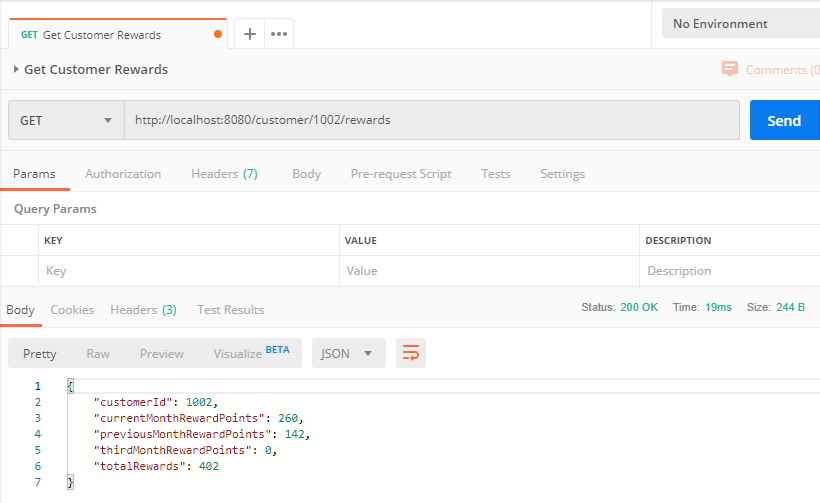 GET Get Customer Rewards
No Environment
Get Customer Rewards
Comments (0
GET http://localhost:8080/customer/1002/rewards Send
Params Authorization Headers (7) Body Pre-request Script Tests Settings
Query Params
KEY VALUE DESCRIPTION
Key Value Description
Body Cookies Headers (3) Test Results Status: 200 OK Time: 19ms Size: 244 B
Pretty Raw Preview Visualize BETA JSON
1 {
2 "customerId": 1002,
3 "currentMonthRewardPoints": 260,
4 "previousMonthRewardPoints": 142,
5 "thirdMonthRewardPoints": 0,
6 "totalRewards": 402
7 }